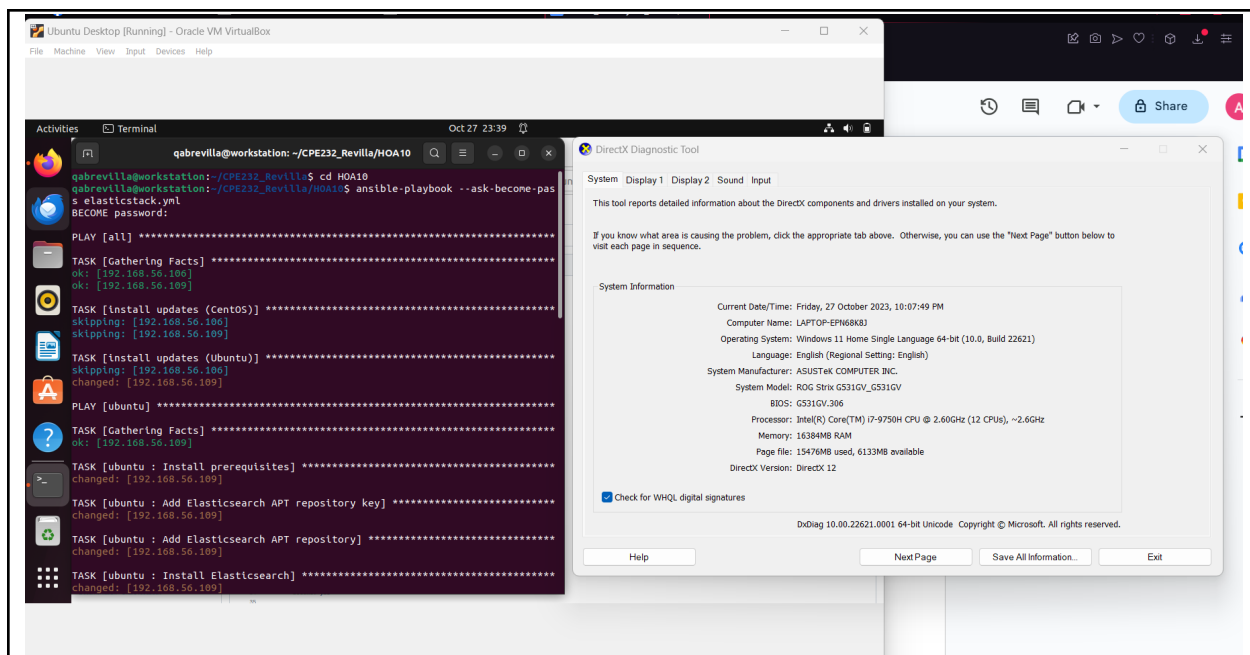 Ubuntu Desktop [Running] - Oracle VM VirtualBox
File Machine View Input Devices Help
Share
A
Activities Terminal Oct 27 23:39
qabrevilla@workstation: ~/CPE232_Revilla/HOA10
qabrevilla@workstation:~/CPE232_Revilla$ cd HOA10
qabrevilla@workstation:~/CPE232_Revilla/HOA10$ ansible-playbook --ask-become-pas
s elasticstack.yml
BECOME password:
PLAY [all] *******************************************************************
TASK [Gathering Facts] *******************************************************
ok: [192.168.56.106]
ok: [192.168.56.109]
TASK [install updates (CentOS)] **********************************************
skipping: [192.168.56.106]
skipping: [192.168.56.109]
TASK [install updates (Ubuntu)] **********************************************
skipping: [192.168.56.106]
changed: [192.168.56.109]
PLAY [ubuntu] ****************************************************************
TASK [Gathering Facts] *******************************************************
ok: [192.168.56.109]
TASK [ubuntu : Install prerequisites] ****************************************
changed: [192.168.56.109]
TASK [ubuntu : Add Elasticsearch APT repository key] *************************
changed: [192.168.56.109]
TASK [ubuntu : Add Elasticsearch APT repository] *****************************
changed: [192.168.56.109]
TASK [ubuntu : Install Elasticsearch] ****************************************
changed: [192.168.56.109]
DirectX Diagnostic Tool
System Display 1 Display 2 Sound Input
This tool reports detailed information about the DirectX components and drivers installed on your system.
If you know what area is causing the problem, click the appropriate tab above. Otherwise, you can use the "Next Page" button below to
visit each page in sequence.
System Information
Current Date/Time: Friday, 27 October 2023, 10:07:49 PM
Computer Name: LAPTOP-EPN68K8J
Operating System: Windows 11 Home Single Language 64-bit (10.0, Build 22621)
Language: English (Regional Setting: English)
System Manufacturer: ASUSTeK COMPUTER INC.
System Model: ROG Strix G531GV_G531GV
BIOS: G531GV.306
Processor: Intel(R) Core(TM) i7-9750H CPU @ 2.60GHz (12 CPUs), ~2.6GHz
Memory: 16384MB RAM
Page file: 15476MB used, 6133MB available
DirectX Version: DirectX 12
Check for WHQL digital signatures
DxDiag 10.00.22621.0001 64-bit Unicode Copyright © Microsoft. All rights reserved.
Help Next Page Save All Information... Exit